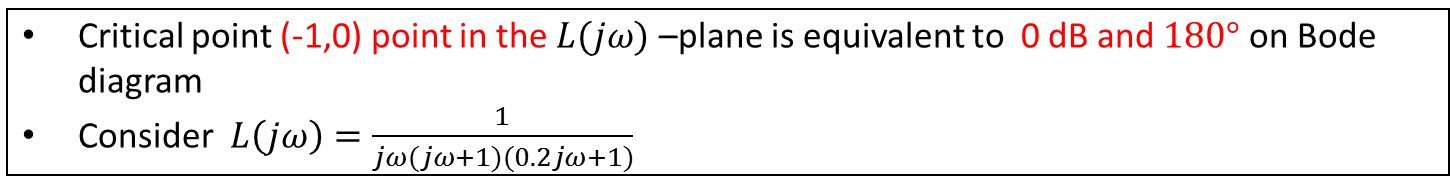 • Critical point (-1,0) point in the L(jω) –plane is equivalent to 0 dB and 180° on Bode
diagram
• Consider L(jω) = 1 / jω(jω+1)(0.2jω+1)